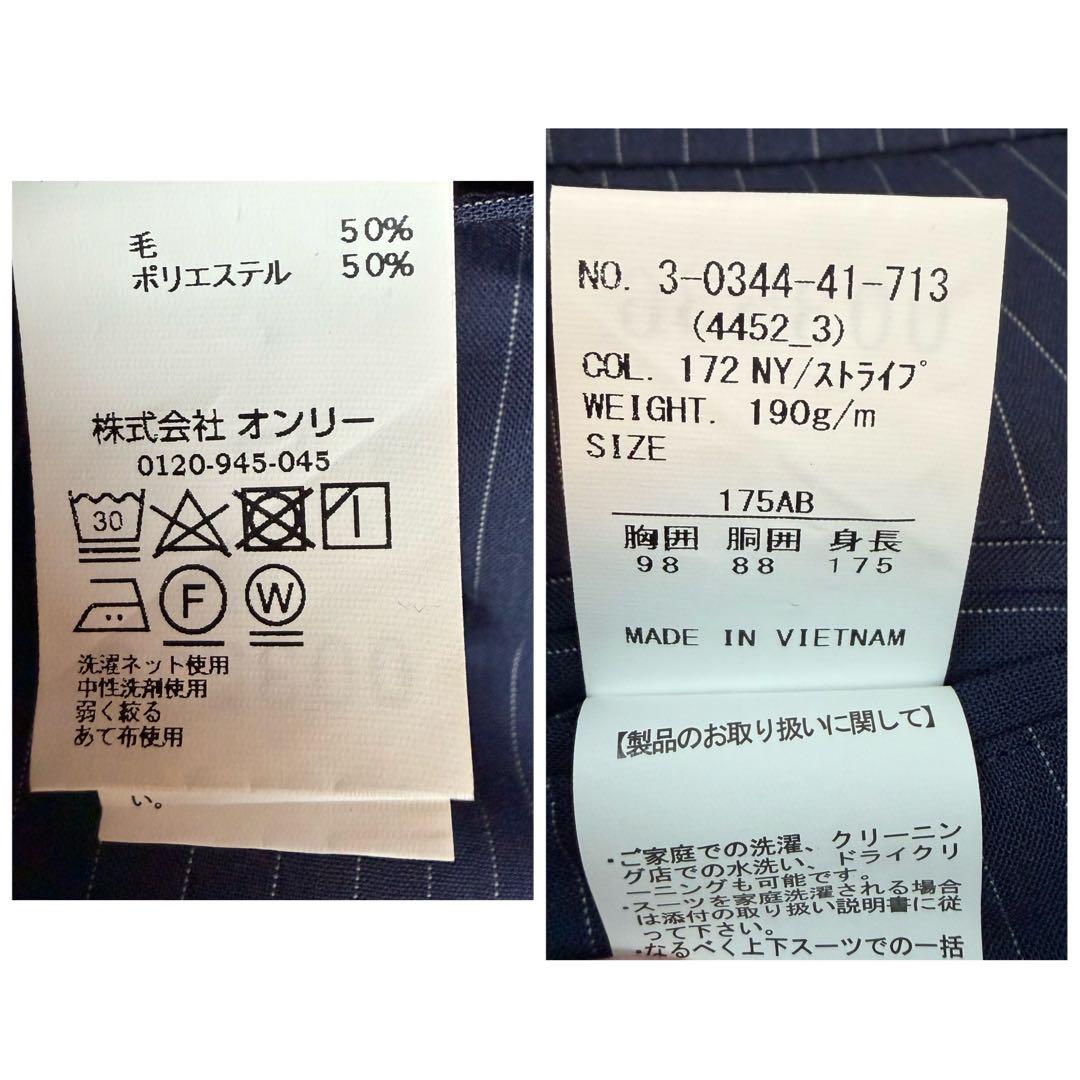 毛 50%
ポリエステル 50%
株式会社 オンリー
0120-945-045
30
F W
洗濯ネット使用
中性洗剤使用
弱く絞る
あて布使用
い。
NO. 3-0344-41-713
(4452_3)
COL. 172 NY/ｽﾄﾗｲﾌﾟ
WEIGHT. 190g/m
SIZE
175AB
胸囲 胴囲 身長
98 88 175
MADE IN VIETNAM
【製品のお取り扱いに関して】
・ご家庭での洗濯、クリーニン
グ店での水洗い、ドライクリ
ーニングも可能です。
・スーツを家庭洗濯される場合
は添付の取り扱い説明書に従
って下さい。
・なるべく上下スーツでの一括